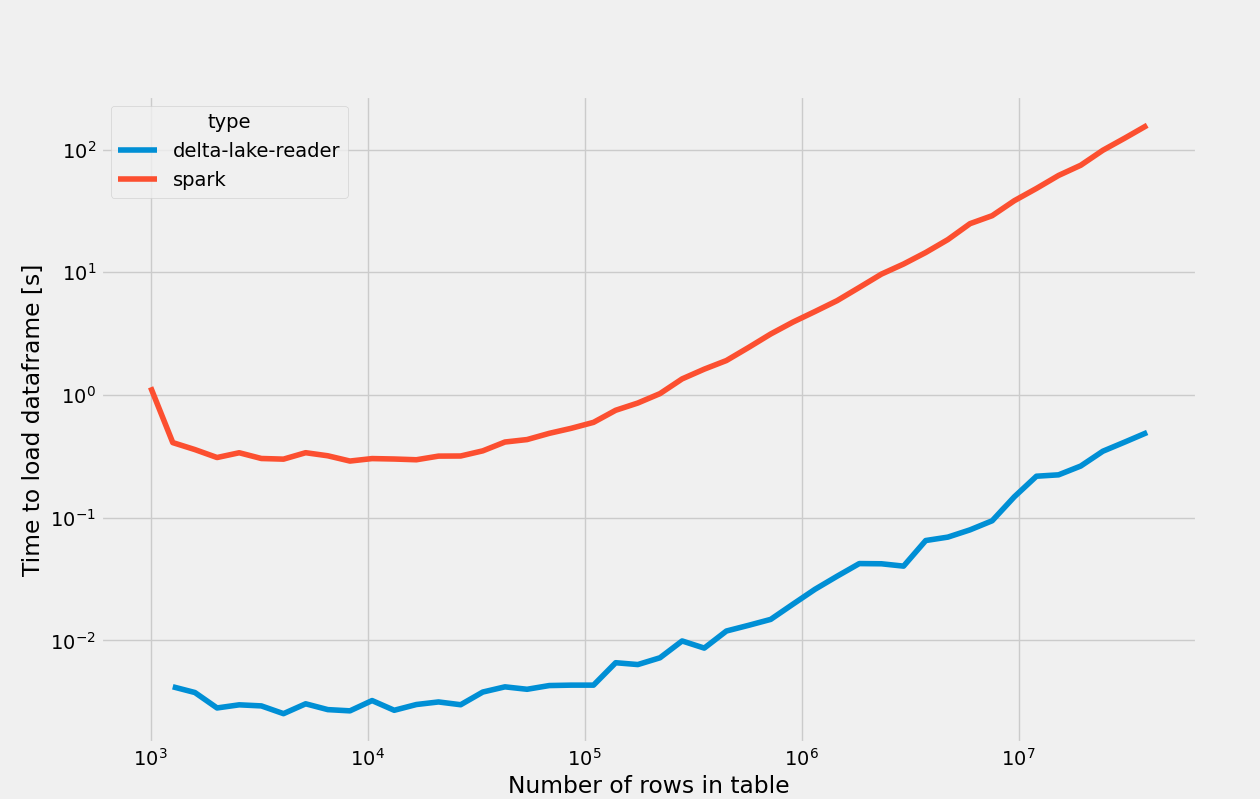 type
delta-lake-reader
spark
10²
10¹
10⁰
10⁻¹
10⁻²
Time to load dataframe [s]
10³ 10⁴ 10⁵ 10⁶ 10⁷
Number of rows in table